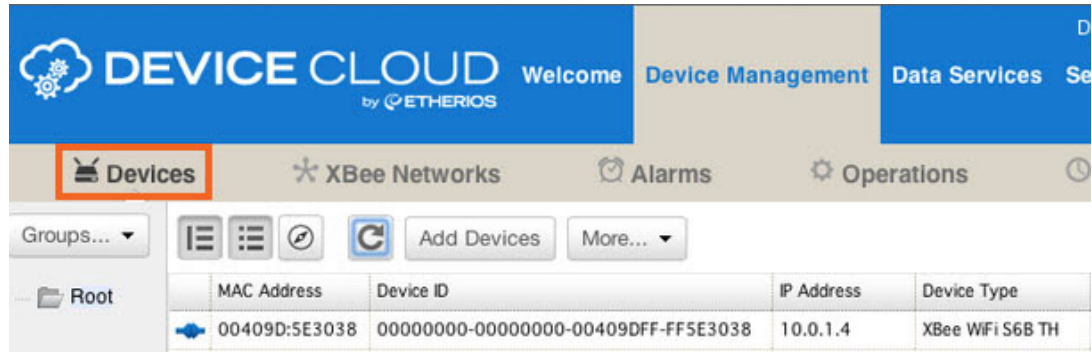 D
DEVICE CLOUD Welcome Device Management Data Services Se
by ETHERIOS
Devices XBee Networks Alarms Operations
Groups... Add Devices More...
Root
MAC Address Device ID IP Address Device Type
00409D:5E3038 00000000-00000000-00409DFF-FF5E3038 10.0.1.4 XBee WiFi S6B TH